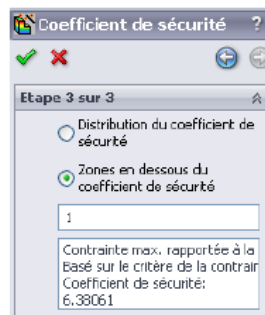 Coefficient de sécurité ?
Etape 3 sur 3
Distribution du coefficient de
sécurité
Zones en dessous du
coefficient de sécurité
1
Contrainte max. rapportée à la
Basé sur le critère de la contrair
Coefficient de sécurité:
6.38061